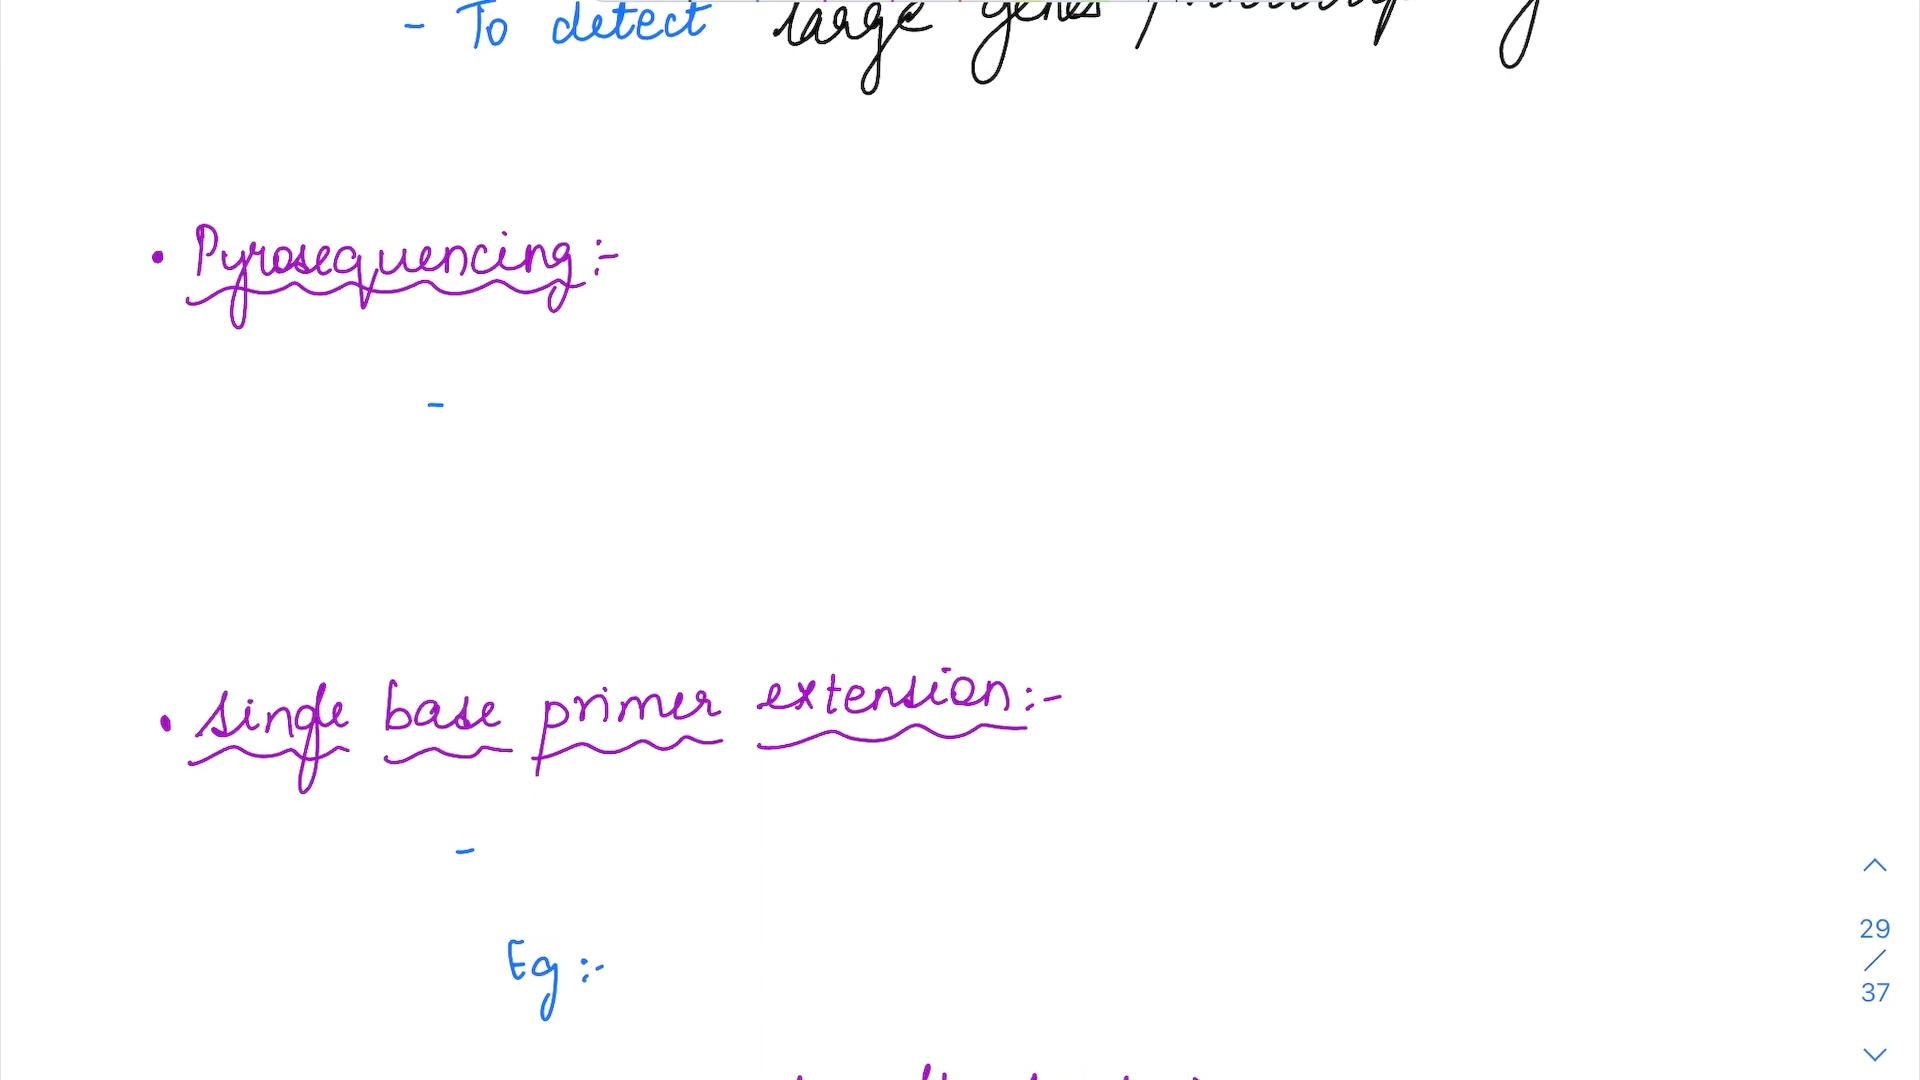 - To detect large genes /
• Pyrosequencing :-
-
• single base primer extension :-
-
Eg :-
29
/
37